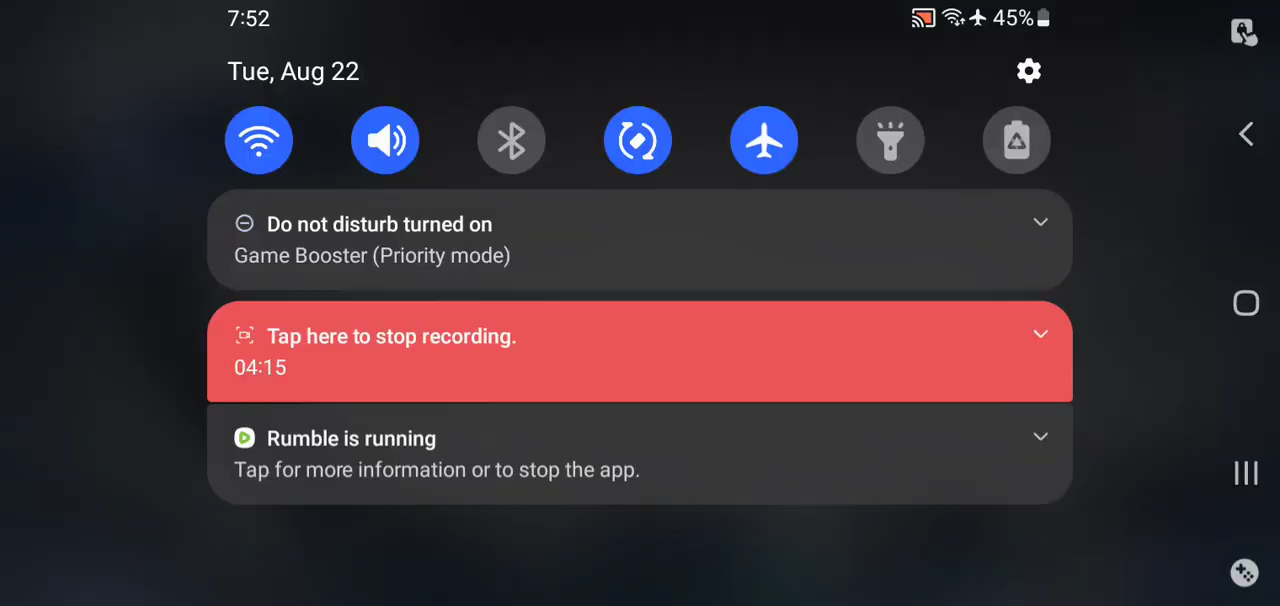 7:52
45%
Tue, Aug 22
Do not disturb turned on
Game Booster (Priority mode)
Tap here to stop recording.
04:15
Rumble is running
Tap for more information or to stop the app.